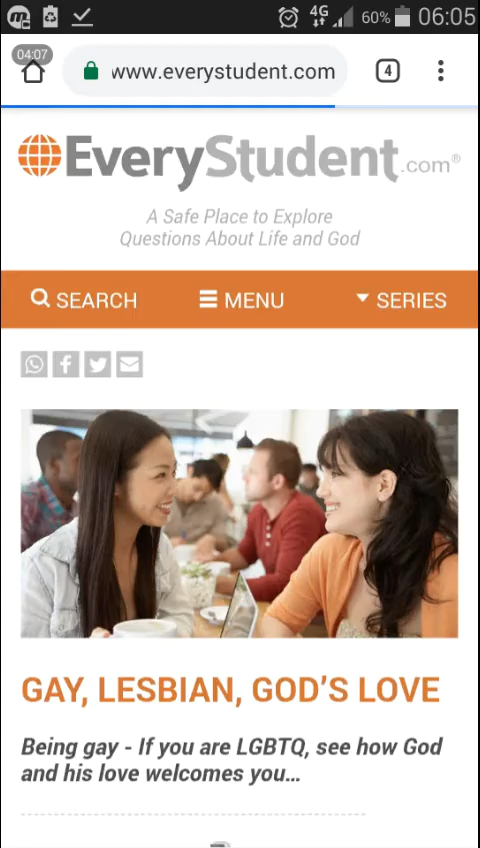 4G
60%
06:05
04:07
www.everystudent.com
4
EveryStudent.com®
A Safe Place to Explore
Questions About Life and God
SEARCH
MENU
SERIES
GAY, LESBIAN, GOD'S LOVE
Being gay - If you are LGBTQ, see how God
and his love welcomes you...